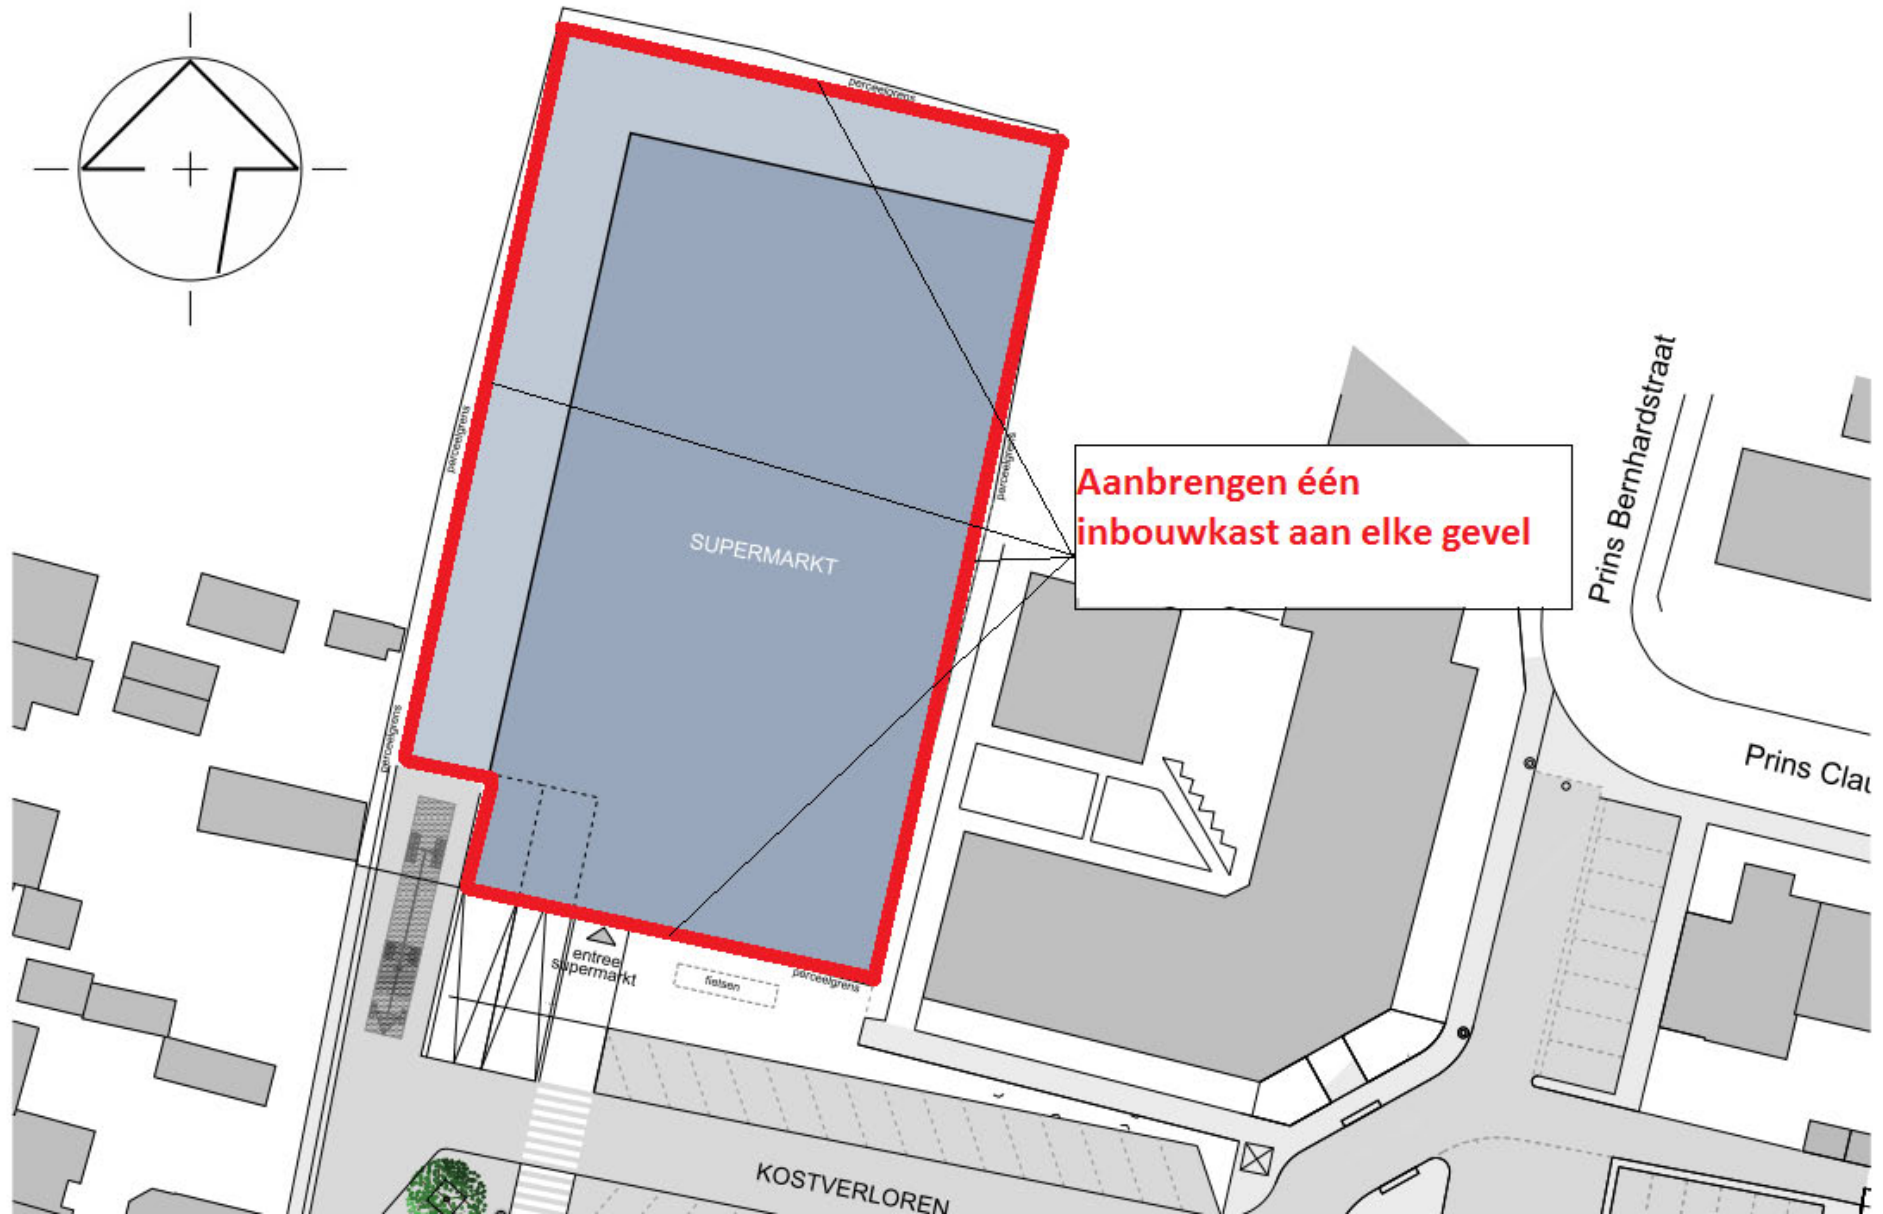 perceelgrens
perceelgrens
perceelgrens
Aanbrengen één
inbouwkast aan elke gevel
Prins Bernhardstraat
SUPERMARKT
perceelgrens
Prins Clau
entree
supermarkt
perceelgrens
fietsen
KOSTVERLOREN